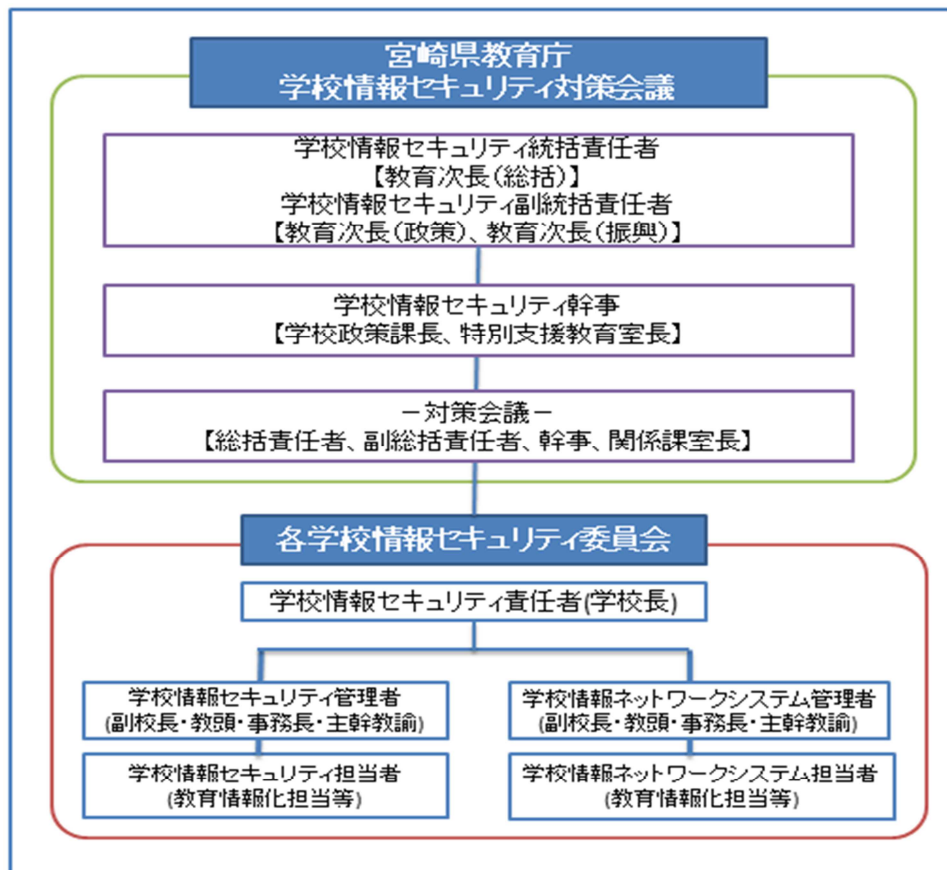 宮崎県教育庁
学校情報セキュリティ対策会議
学校情報セキュリティ統括責任者
【教育次長(総括)】
学校情報セキュリティ副統括責任者
【教育次長(政策)、教育次長(振興)】
学校情報セキュリティ幹事
【学校政策課長、特別支援教育室長】
－対策会議－
【総括責任者、副総括責任者、幹事、関係課室長】
各学校情報セキュリティ委員会
学校情報セキュリティ責任者(学校長)
学校情報セキュリティ管理者
(副校長・教頭・事務長・主幹教諭)
学校情報セキュリティ担当者
(教育情報化担当等)
学校情報ネットワークシステム管理者
(副校長・教頭・事務長・主幹教諭)
学校情報ネットワークシステム担当者
(教育情報化担当等)